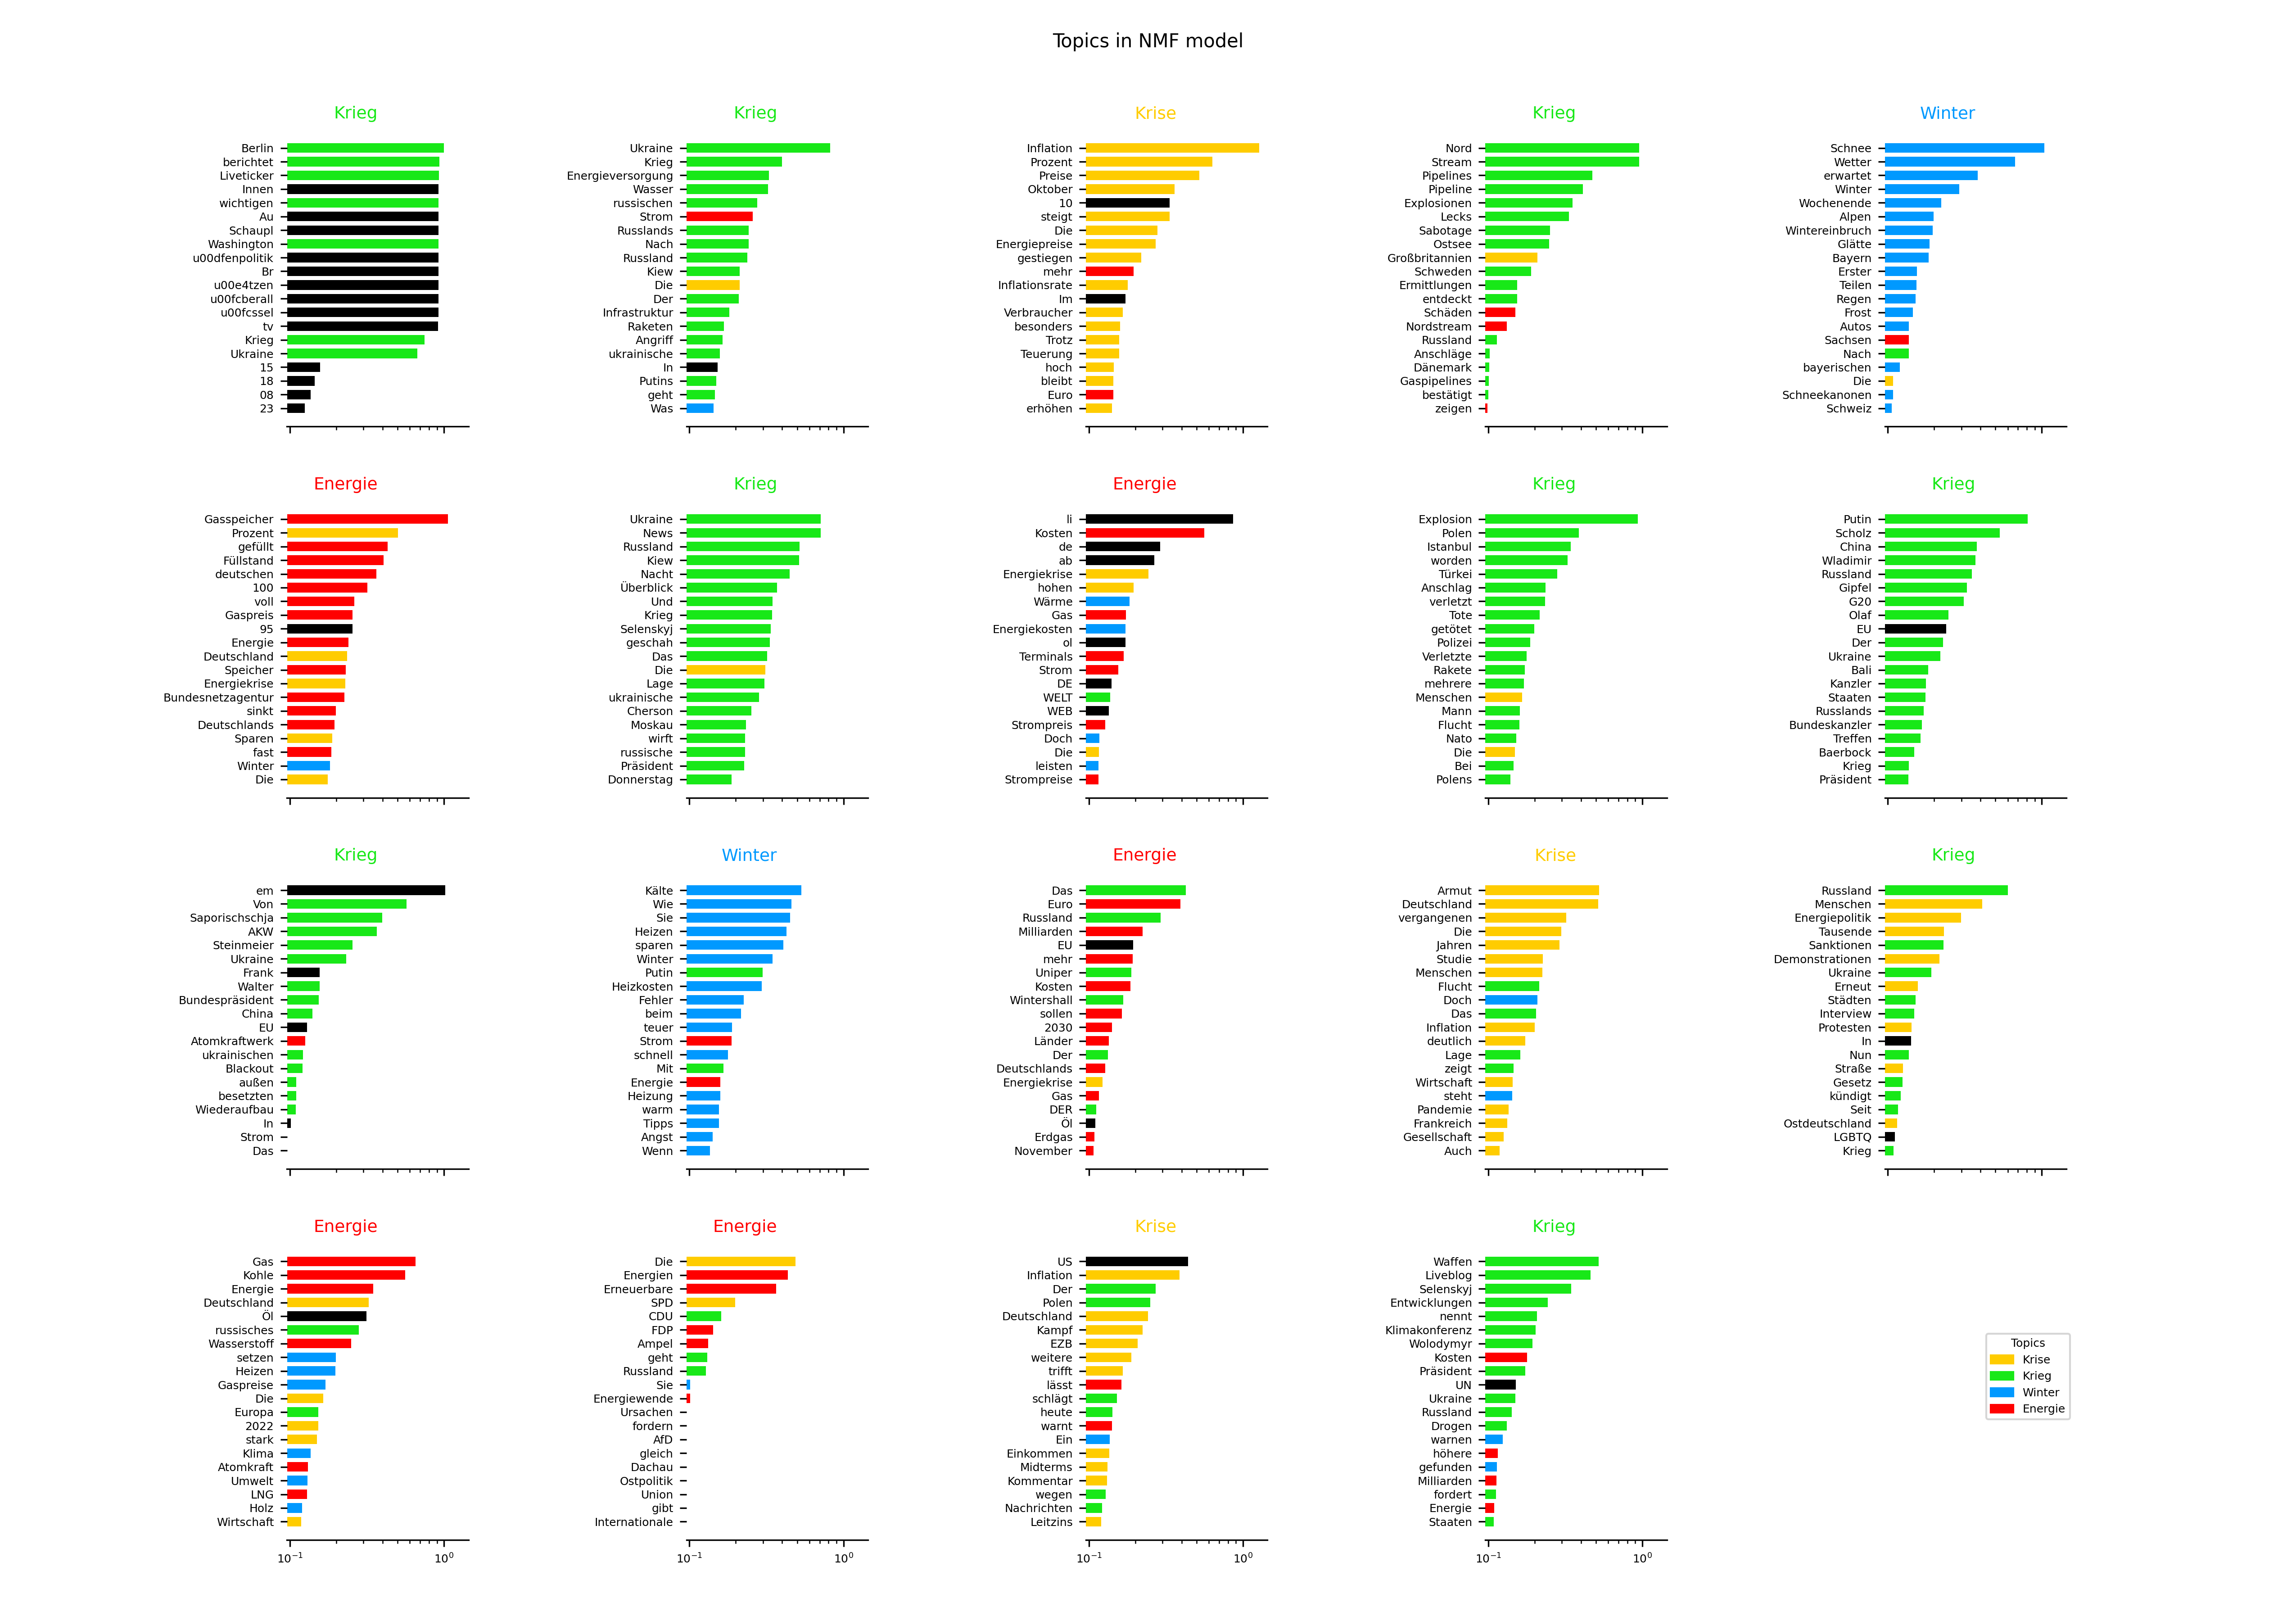 Topics in NMF model
Krieg
Berlin
berichtet
Liveticker
Innen
wichtigen
Au
Schaupl
Washington
u00dfenpolitik
Br
u00e4tzen
u00fcberall
u00fcssel
tv
Krieg
Ukraine
15
18
08
23
Krieg
Ukraine
Krieg
Energieversorgung
Wasser
russischen
Strom
Russlands
Nach
Russland
Kiew
Die
Der
Infrastruktur
Raketen
Angriff
ukrainische
In
Putins
geht
Was
Krise
Inflation
Prozent
Preise
Oktober
10
steigt
Die
Energiepreise
gestiegen
mehr
Inflationsrate
Im
Verbraucher
besonders
Trotz
Teuerung
hoch
bleibt
Euro
erhöhen
Krieg
Nord
Stream
Pipelines
Pipeline
Explosionen
Lecks
Sabotage
Ostsee
Großbritannien
Schweden
Ermittlungen
entdeckt
Schäden
Nordstream
Russland
Anschläge
Dänemark
Gaspipelines
bestätigt
zeigen
Winter
Schnee
Wetter
erwartet
Winter
Wochenende
Alpen
Wintereinbruch
Glätte
Bayern
Erster
Teilen
Regen
Frost
Autos
Sachsen
Nach
bayerischen
Die
Schneekanonen
Schweiz
Energie
Gasspeicher
Prozent
gefüllt
Füllstand
deutschen
100
voll
Gaspreis
95
Energie
Deutschland
Speicher
Energiekrise
Bundesnetzagentur
sinkt
Deutschlands
Sparen
fast
Winter
Die
Krieg
Ukraine
News
Russland
Kiew
Nacht
Überblick
Und
Krieg
Selenskyj
geschah
Das
Die
Lage
ukrainische
Cherson
Moskau
wirft
russische
Präsident
Donnerstag
Energie
li
Kosten
de
ab
Energiekrise
hohen
Wärme
Gas
Energiekosten
ol
Terminals
Strom
DE
WELT
WEB
Strompreis
Doch
Die
leisten
Strompreise
Krieg
Explosion
Polen
Istanbul
worden
Türkei
Anschlag
verletzt
Tote
getötet
Polizei
Verletzte
Rakete
mehrere
Menschen
Mann
Flucht
Nato
Die
Bei
Polens
Krieg
Putin
Scholz
China
Wladimir
Russland
Gipfel
G20
Olaf
EU
Der
Ukraine
Bali
Kanzler
Staaten
Russlands
Bundeskanzler
Treffen
Baerbock
Krieg
Präsident
Krieg
em
Von
Saporischschja
AKW
Steinmeier
Ukraine
Frank
Walter
Bundespräsident
China
EU
Atomkraftwerk
ukrainischen
Blackout
außen
besetzten
Wiederaufbau
In
Strom
Das
Winter
Kälte
Wie
Sie
Heizen
sparen
Winter
Putin
Heizkosten
Fehler
beim
teuer
Strom
schnell
Mit
Energie
Heizung
warm
Tipps
Angst
Wenn
Energie
Das
Euro
Russland
Milliarden
EU
mehr
Uniper
Kosten
Wintershall
sollen
2030
Länder
Der
Deutschlands
Energiekrise
Gas
DER
Öl
Erdgas
November
Krise
Armut
Deutschland
vergangenen
Die
Jahren
Studie
Menschen
Flucht
Doch
Das
Inflation
deutlich
Lage
zeigt
Wirtschaft
steht
Pandemie
Frankreich
Gesellschaft
Auch
Krieg
Russland
Menschen
Energiepolitik
Tausende
Sanktionen
Demonstrationen
Ukraine
Erneut
Städten
Interview
Protesten
In
Nun
Straße
Gesetz
kündigt
Seit
Ostdeutschland
LGBTQ
Krieg
Energie
Gas
Kohle
Energie
Deutschland
Öl
russisches
Wasserstoff
setzen
Heizen
Gaspreise
Die
Europa
2022
stark
Klima
Atomkraft
Umwelt
LNG
Holz
Wirtschaft
10⁻¹ 10⁰
Energie
Die
Energien
Erneuerbare
SPD
CDU
FDP
Ampel
geht
Russland
Sie
Energiewende
Ursachen
fordern
AfD
gleich
Dachau
Ostpolitik
Union
gibt
Internationale
10⁻¹ 10⁰
Krise
US
Inflation
Der
Polen
Deutschland
Kampf
EZB
weitere
trifft
lässt
schlägt
heute
warnt
Ein
Einkommen
Midterms
Kommentar
wegen
Nachrichten
Leitzins
10⁻¹ 10⁰
Krieg
Waffen
Liveblog
Selenskyj
Entwicklungen
nennt
Klimakonferenz
Wolodymyr
Kosten
Präsident
UN
Ukraine
Russland
Drogen
warnen
höhere
gefunden
Milliarden
fordert
Energie
Staaten
10⁻¹ 10⁰
Topics
Krise
Krieg
Winter
Energie